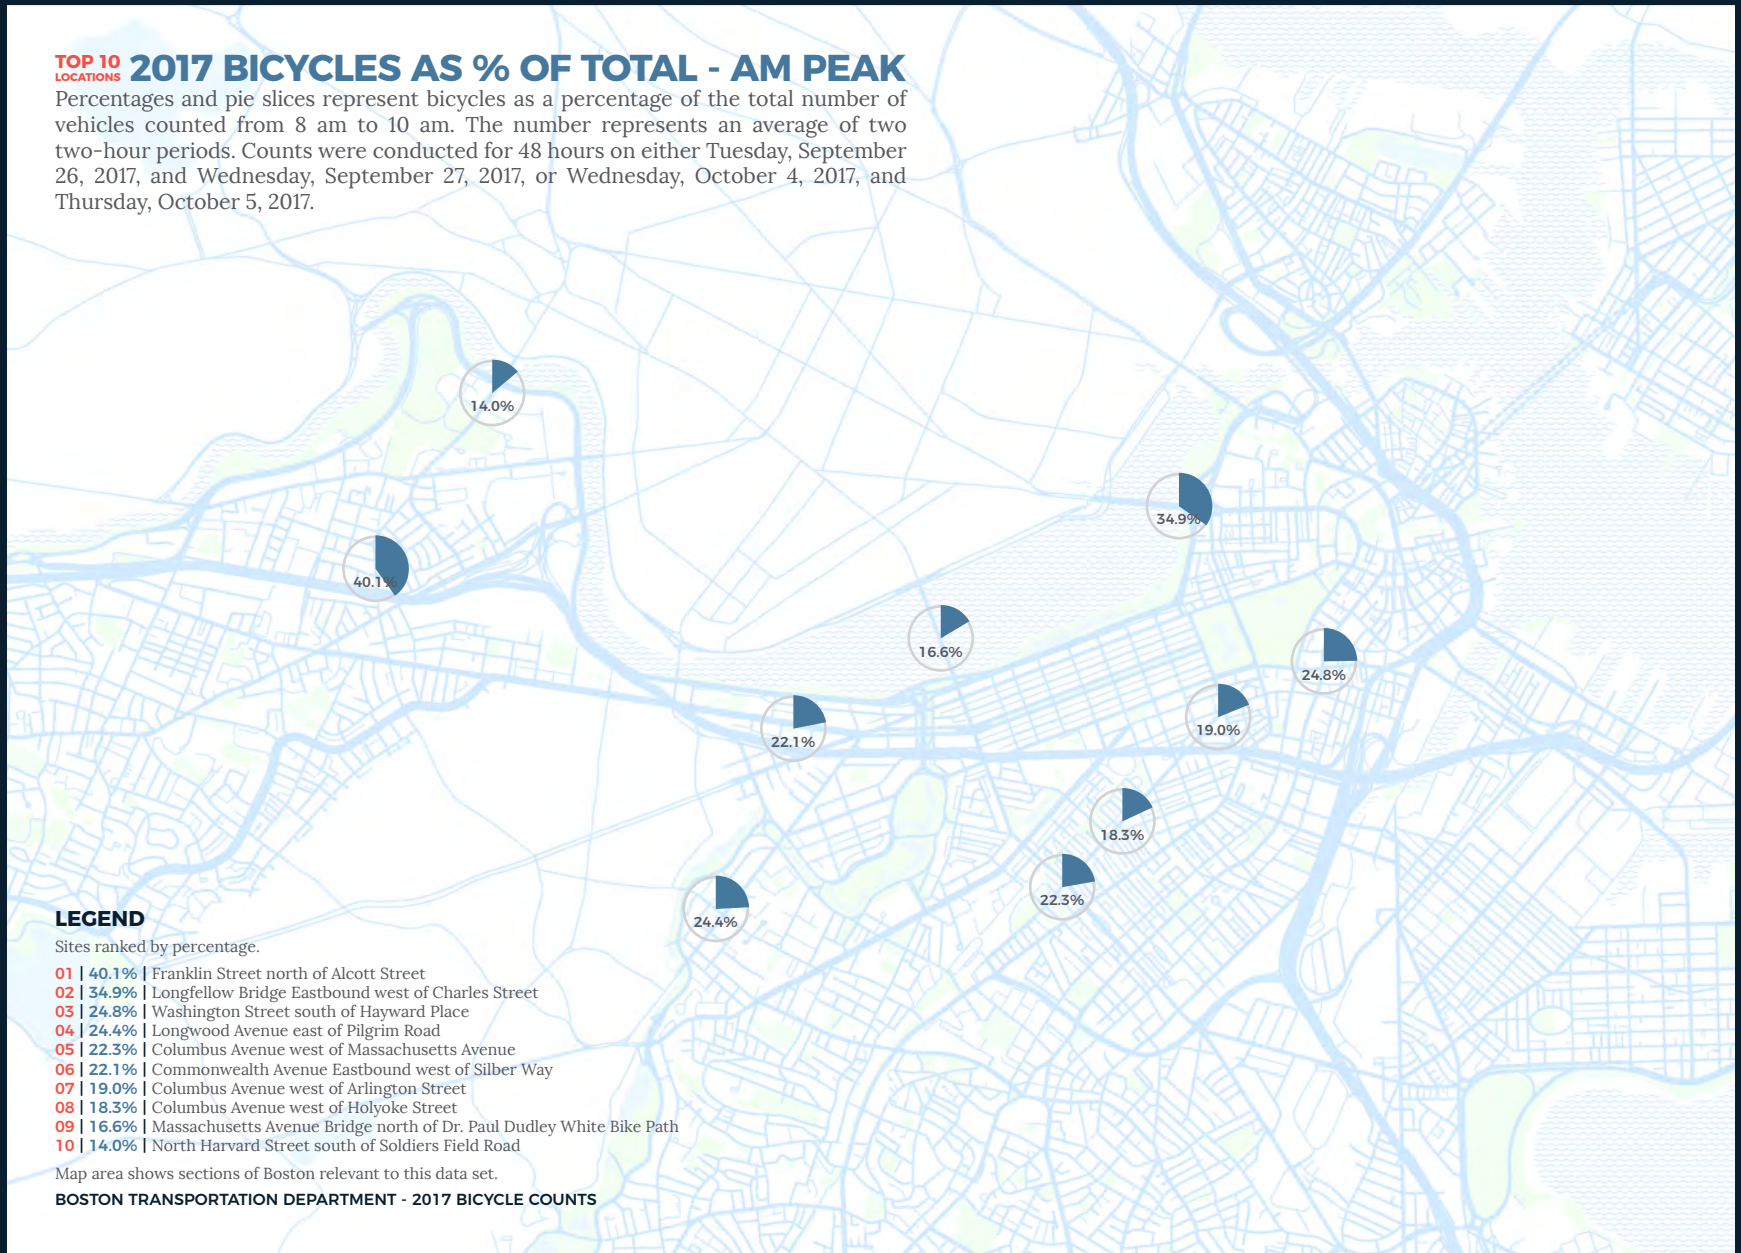 TOP 10 LOCATIONS 2017 BICYCLES AS % OF TOTAL - AM PEAK
Percentages and pie slices represent bicycles as a percentage of the total number of
vehicles counted from 8 am to 10 am. The number represents an average of two
two-hour periods. Counts were conducted for 48 hours on either Tuesday, September
26, 2017, and Wednesday, September 27, 2017, or Wednesday, October 4, 2017, and
Thursday, October 5, 2017.
14.0%
34.9%
40.1%
16.6%
24.8%
19.0%
22.1%
18.3%
22.3%
24.4%
LEGEND
Sites ranked by percentage.
01 | 40.1% | Franklin Street north of Alcott Street
02 | 34.9% | Longfellow Bridge Eastbound west of Charles Street
03 | 24.8% | Washington Street south of Hayward Place
04 | 24.4% | Longwood Avenue east of Pilgrim Road
05 | 22.3% | Columbus Avenue west of Massachusetts Avenue
06 | 22.1% | Commonwealth Avenue Eastbound west of Silber Way
07 | 19.0% | Columbus Avenue west of Arlington Street
08 | 18.3% | Columbus Avenue west of Holyoke Street
09 | 16.6% | Massachusetts Avenue Bridge north of Dr. Paul Dudley White Bike Path
10 | 14.0% | North Harvard Street south of Soldiers Field Road
Map area shows sections of Boston relevant to this data set.
BOSTON TRANSPORTATION DEPARTMENT - 2017 BICYCLE COUNTS